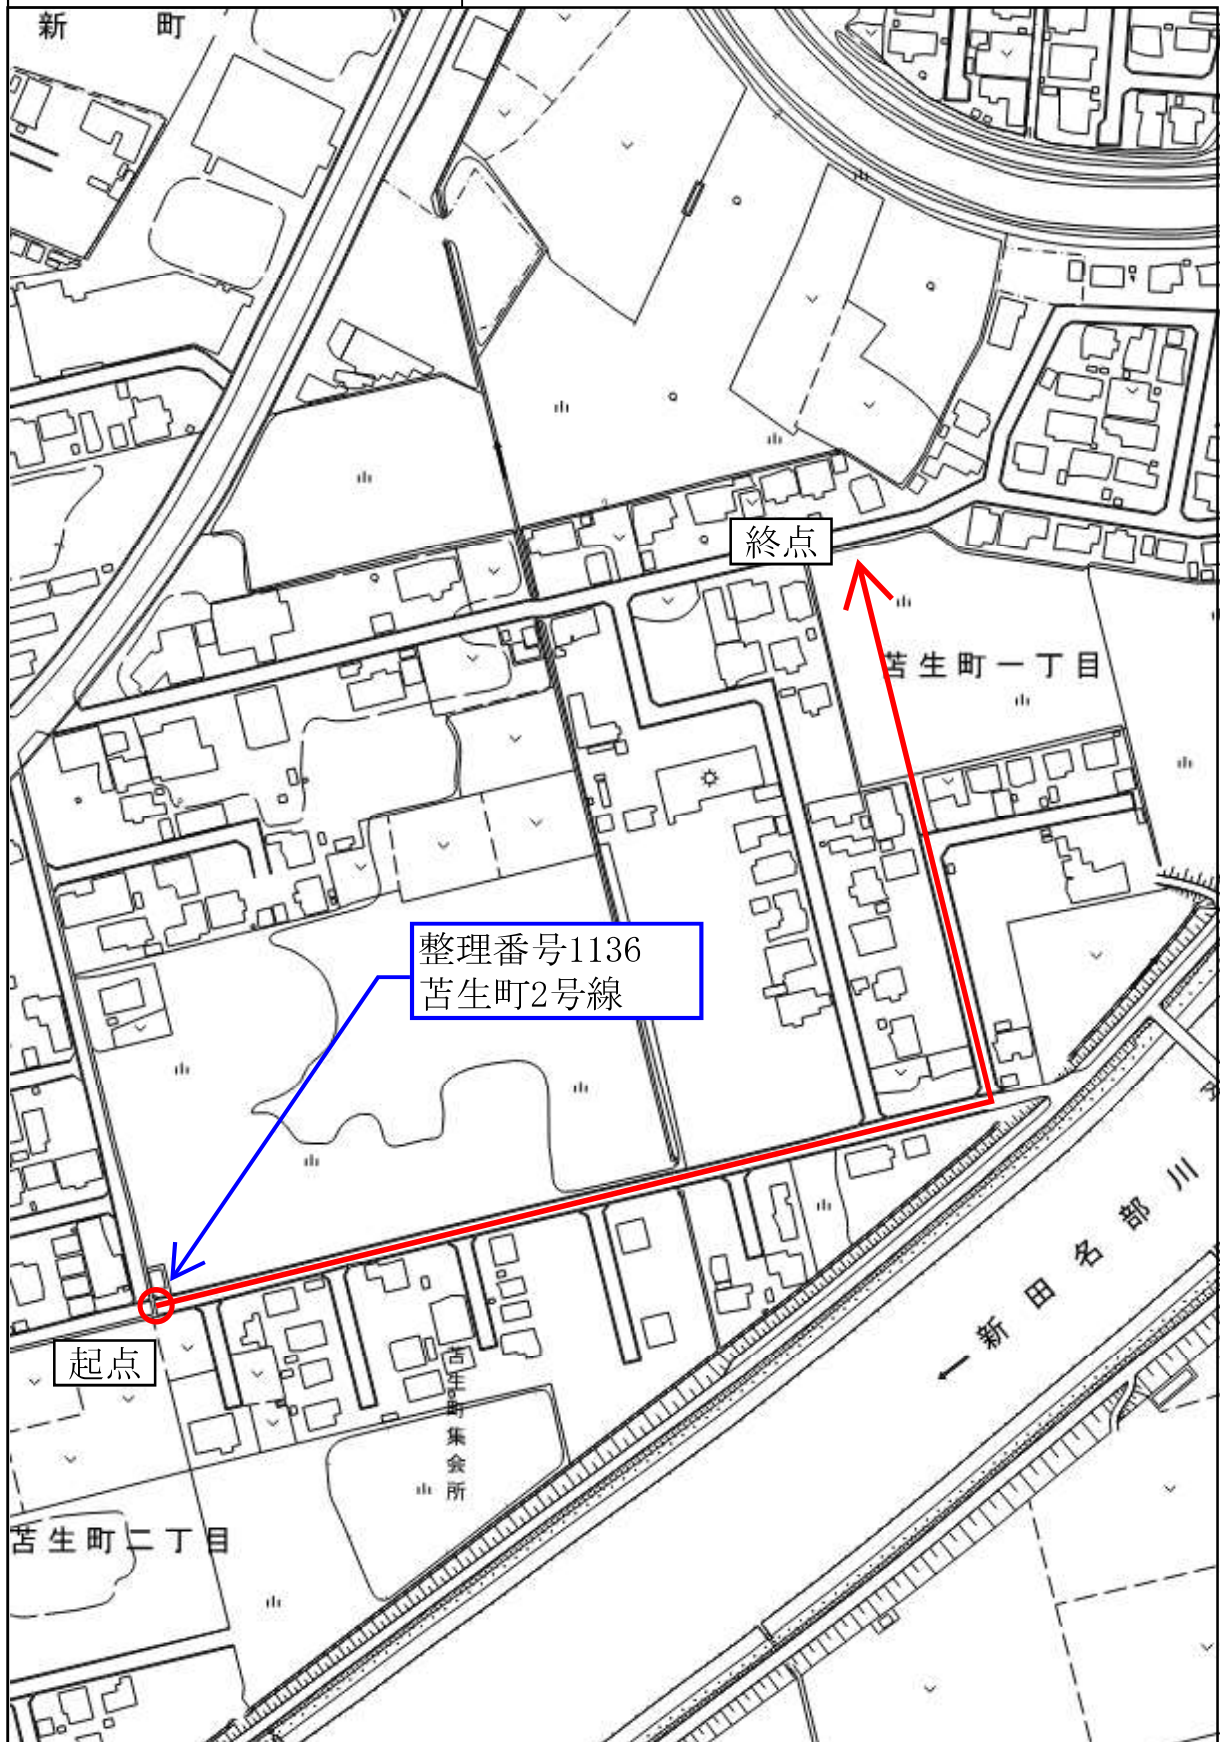 新町
終点
苫生町一丁目
整理番号1136
苫生町2号線
新田名部川
起点
苫生町集会所
苫生町二丁目